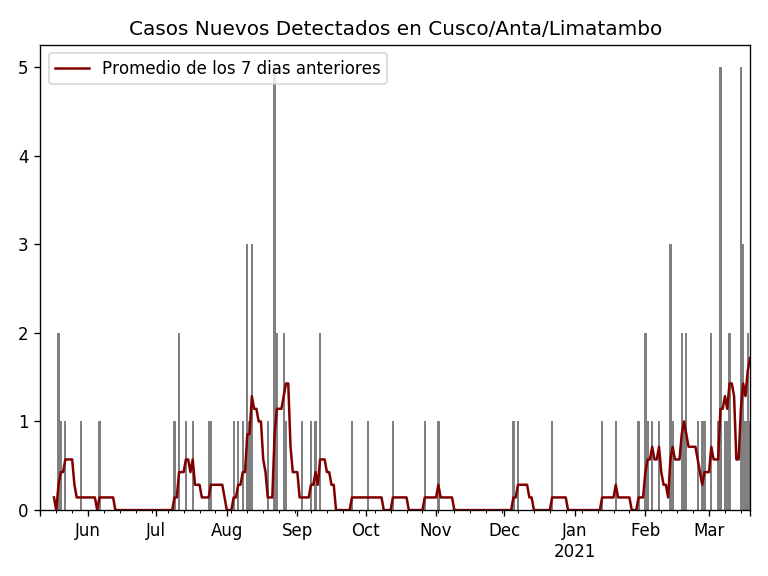 Casos Nuevos Detectados en Cusco/Anta/Limatambo
Promedio de los 7 dias anteriores
5
4
3
2
1
0
Jun Jul Aug Sep Oct Nov Dec Jan Feb Mar
2021